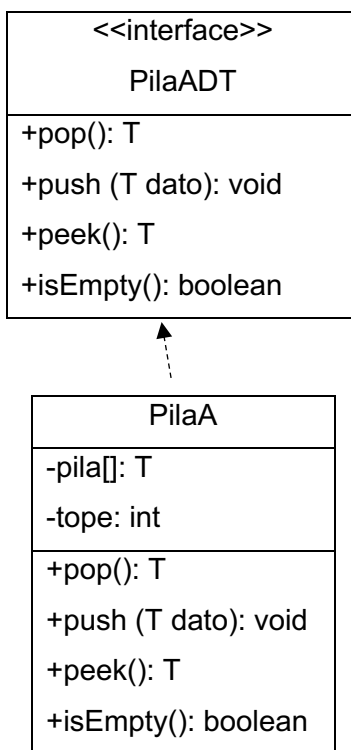 <<interface>>
PilaADT
+pop(): T
+push (T dato): void
+peek(): T
+isEmpty(): boolean
PilaA
-pila[]: T
-tope: int
+pop(): T
+push (T dato): void
+peek(): T
+isEmpty(): boolean